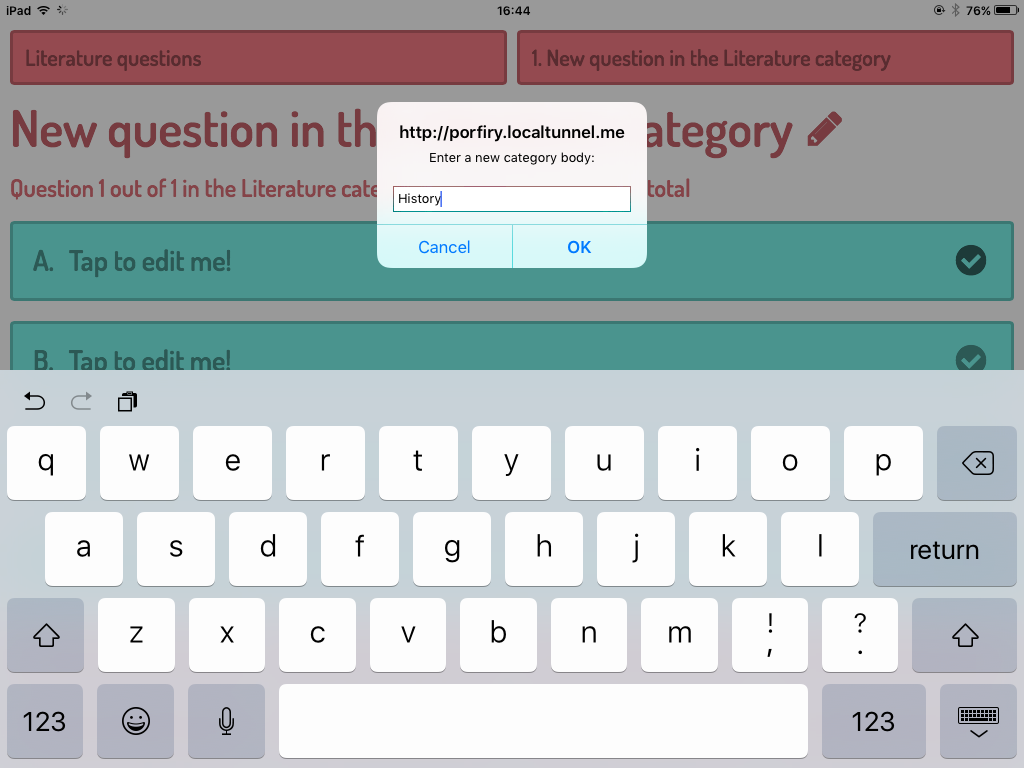 iPad 16:44 76%
Literature questions
1. New question in the Literature category
New question in th ategory
http://porfiry.localtunnel.me
Enter a new category body:
Question 1 out of 1 in the Literature cate total
History
Cancel OK
A. Tap to edit me!
B. Tap to edit me!
q w e r t y u i o p
a s d f g h j k l return
z x c v b n m ! , ? .
123 123